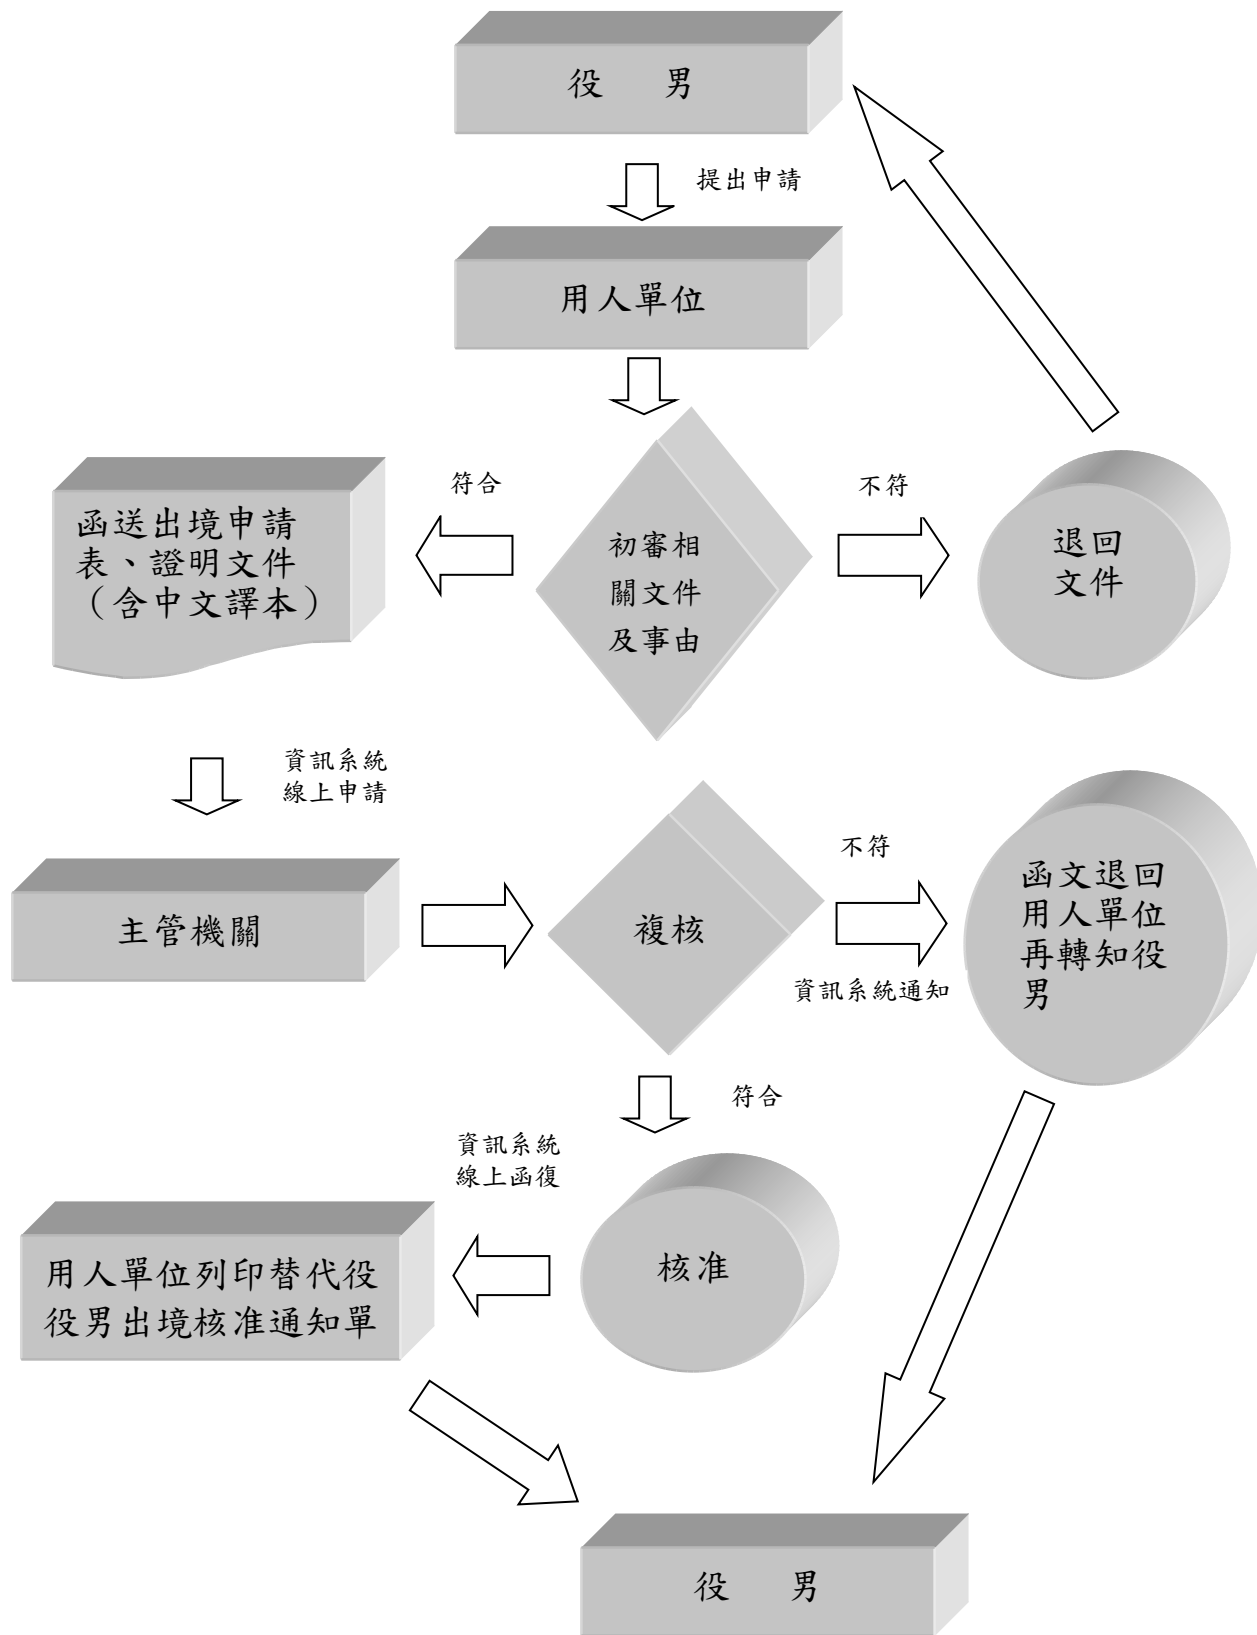 役 男
提出申請
用人單位
符合
不符
函送出境申請
表、證明文件
（含中文譯本）
初審相
關文件
及事由
退回
文件
資訊系統
線上申請
主管機關
複核
不符
資訊系統通知
函文退回
用人單位
再轉知役
男
符合
資訊系統
線上函復
核准
用人單位列印替代役
役男出境核准通知單
役 男